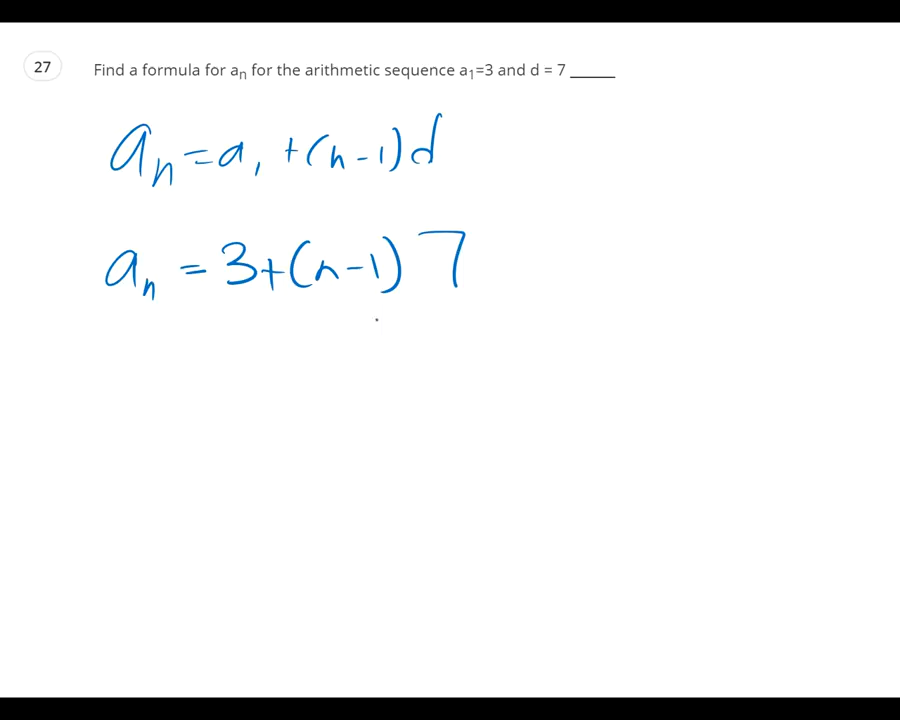 27 Find a formula for aₙ for the arithmetic sequence a₁=3 and d = 7 _____
aₙ = a₁ + (n - 1) d
aₙ = 3 + (n - 1) 7